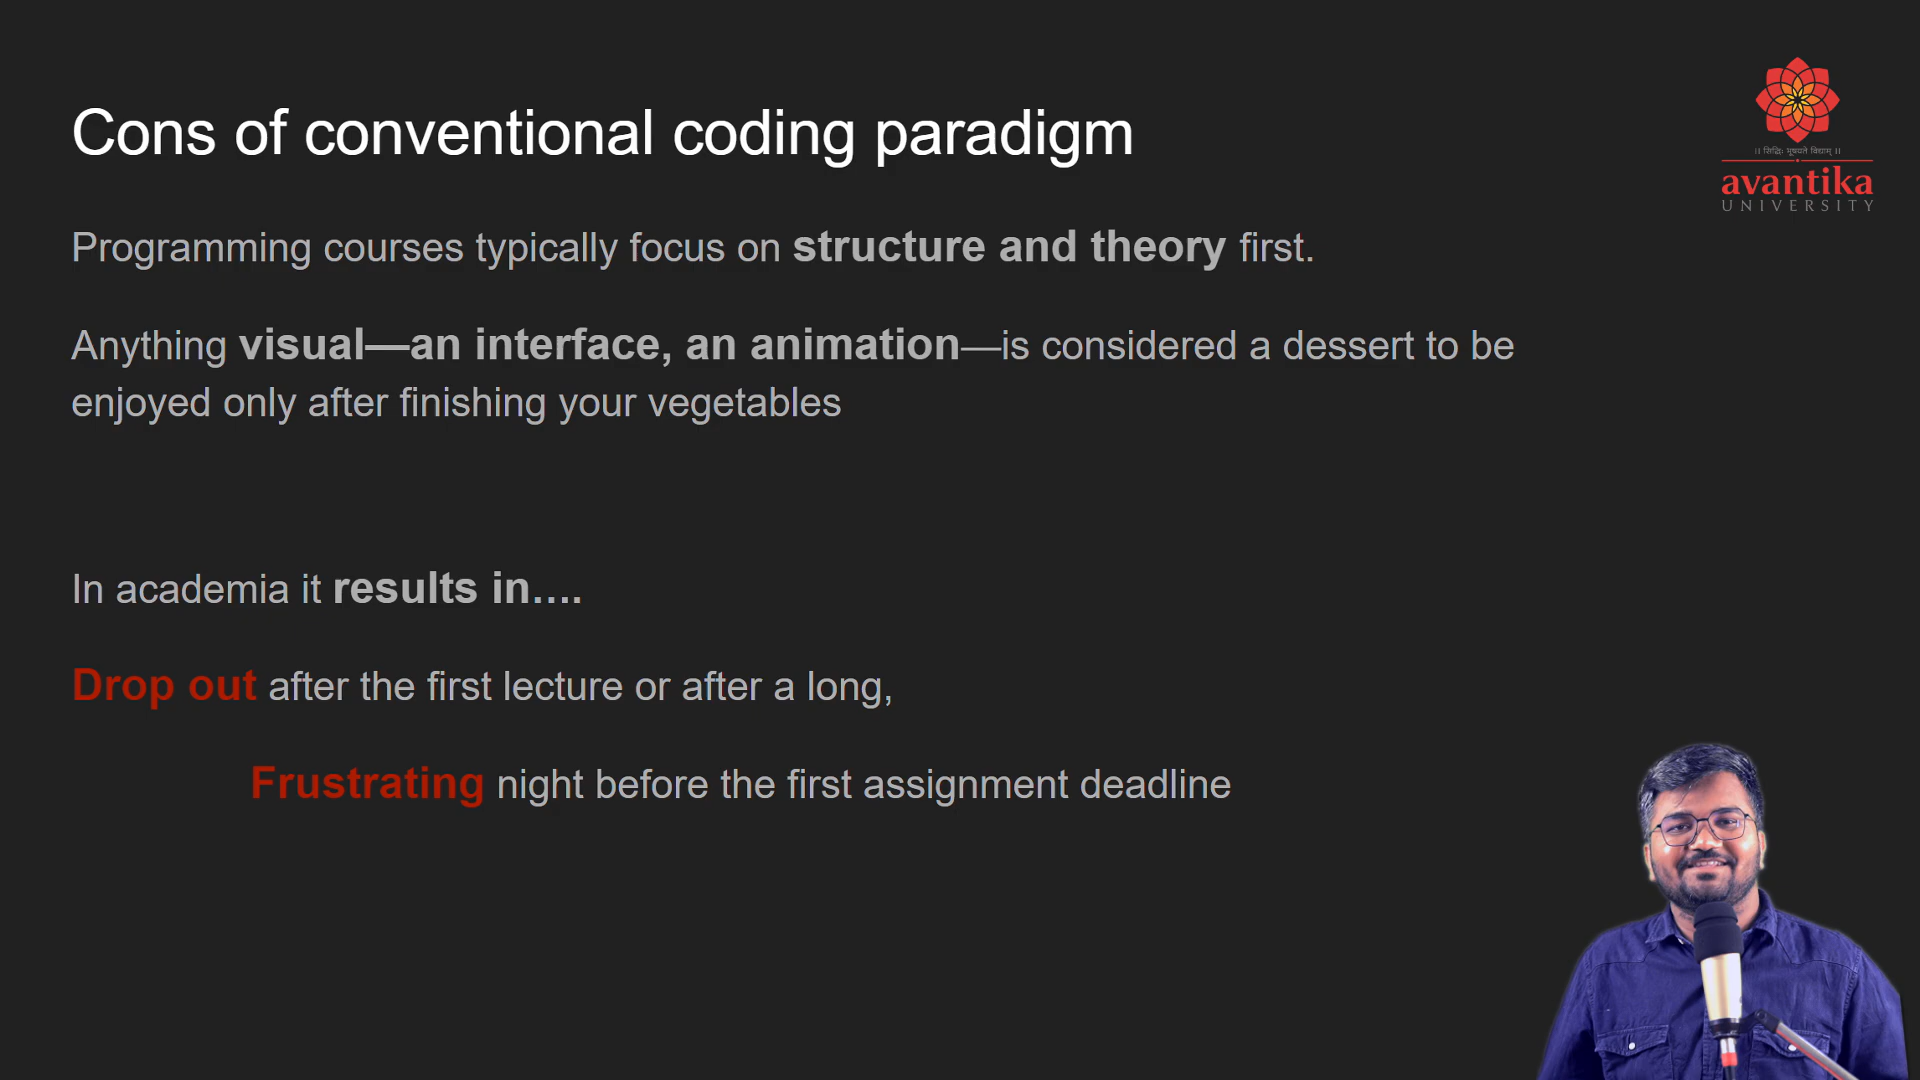 Cons of conventional coding paradigm
।। सिद्धिः भूषयते विद्याम् ।।
avantika
UNIVERSITY
Programming courses typically focus on structure and theory first.
Anything visual—an interface, an animation—is considered a dessert to be
enjoyed only after finishing your vegetables
In academia it results in….
Drop out after the first lecture or after a long,
Frustrating night before the first assignment deadline